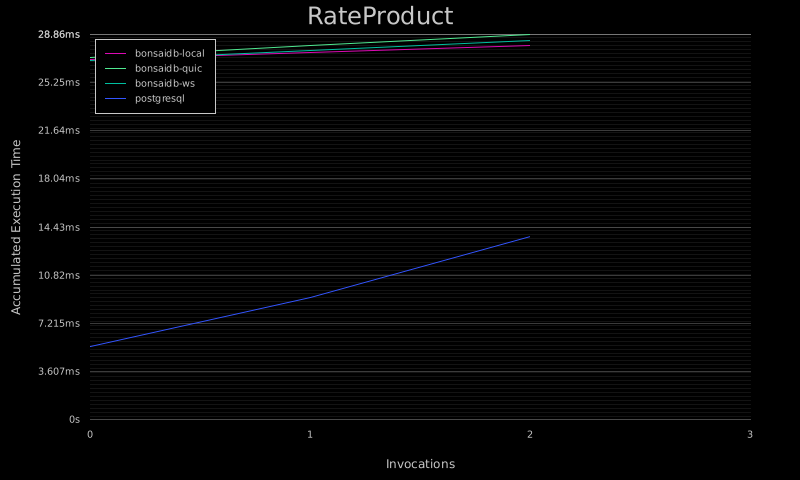 RateProduct
28.86ms
bonsaidb-local
bonsaidb-quic
bonsaidb-ws
postgresql
25.25ms
21.64ms
18.04ms
14.43ms
10.82ms
7.215ms
3.607ms
0s
Accumulated Execution Time
0 1 2 3
Invocations